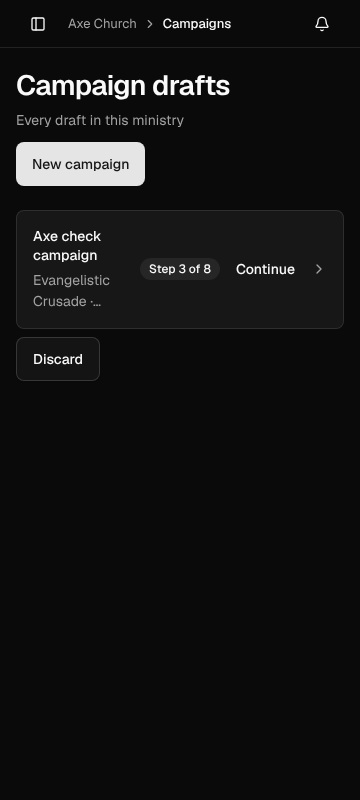 Axe Church > Campaigns
Campaign drafts
Every draft in this ministry
New campaign
Axe check
campaign
Evangelistic
Crusade ·…
Step 3 of 8
Continue
Discard